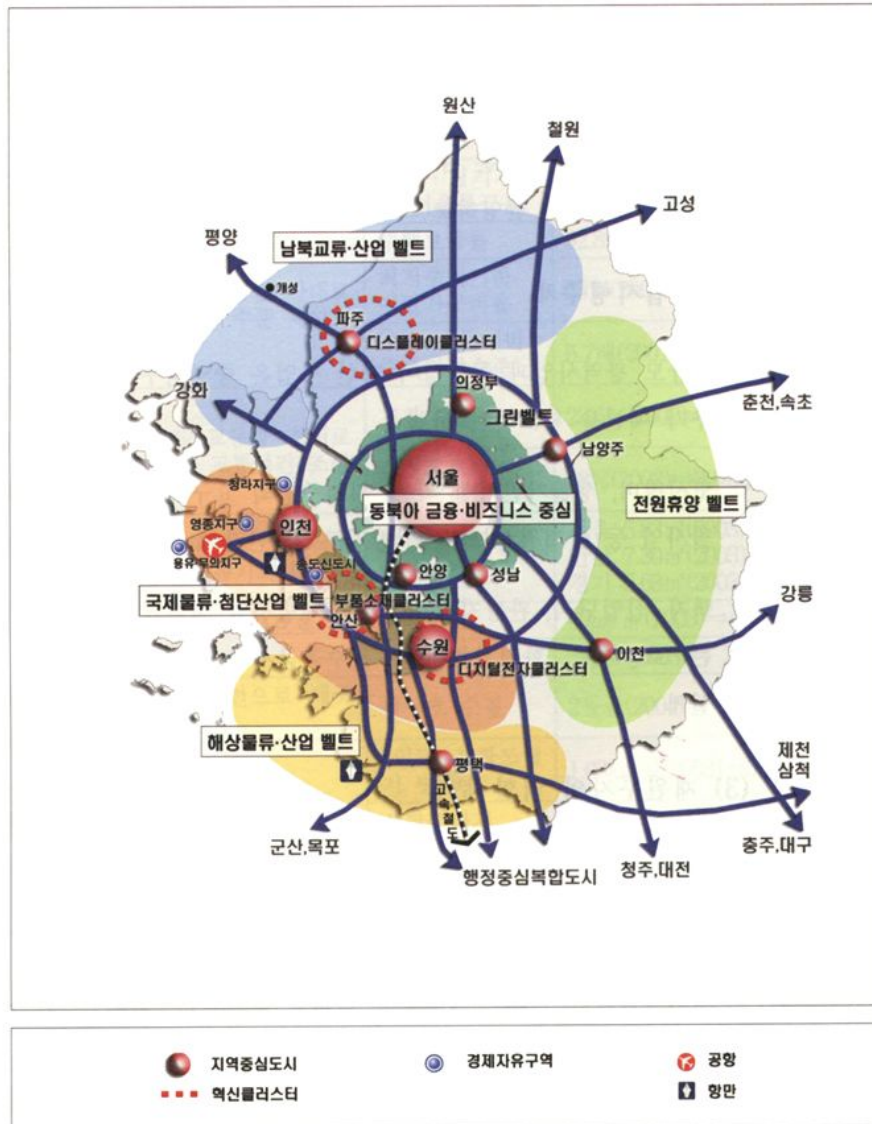 원산
철원
고성
평양
남북교류·산업 벨트
개성
파주
디스플레이클러스터
강화
의정부
그린벨트
춘천,속초
남양주
서울
청라지구
동북아 금융·비즈니스 중심
전원휴양 벨트
영종지구
인천
용유·무의지구
송도신도시
안양
성남
국제물류·첨단산업 벨트
부품소재클러스터
강릉
안산
수원
이천
디지털전자클러스터
해상물류·산업 벨트
제천
삼척
평택
고속철도
군산,목포
충주,대구
청주,대전
행정중심복합도시
지역중심도시
경제자유구역
공항
혁신클러스터
항만